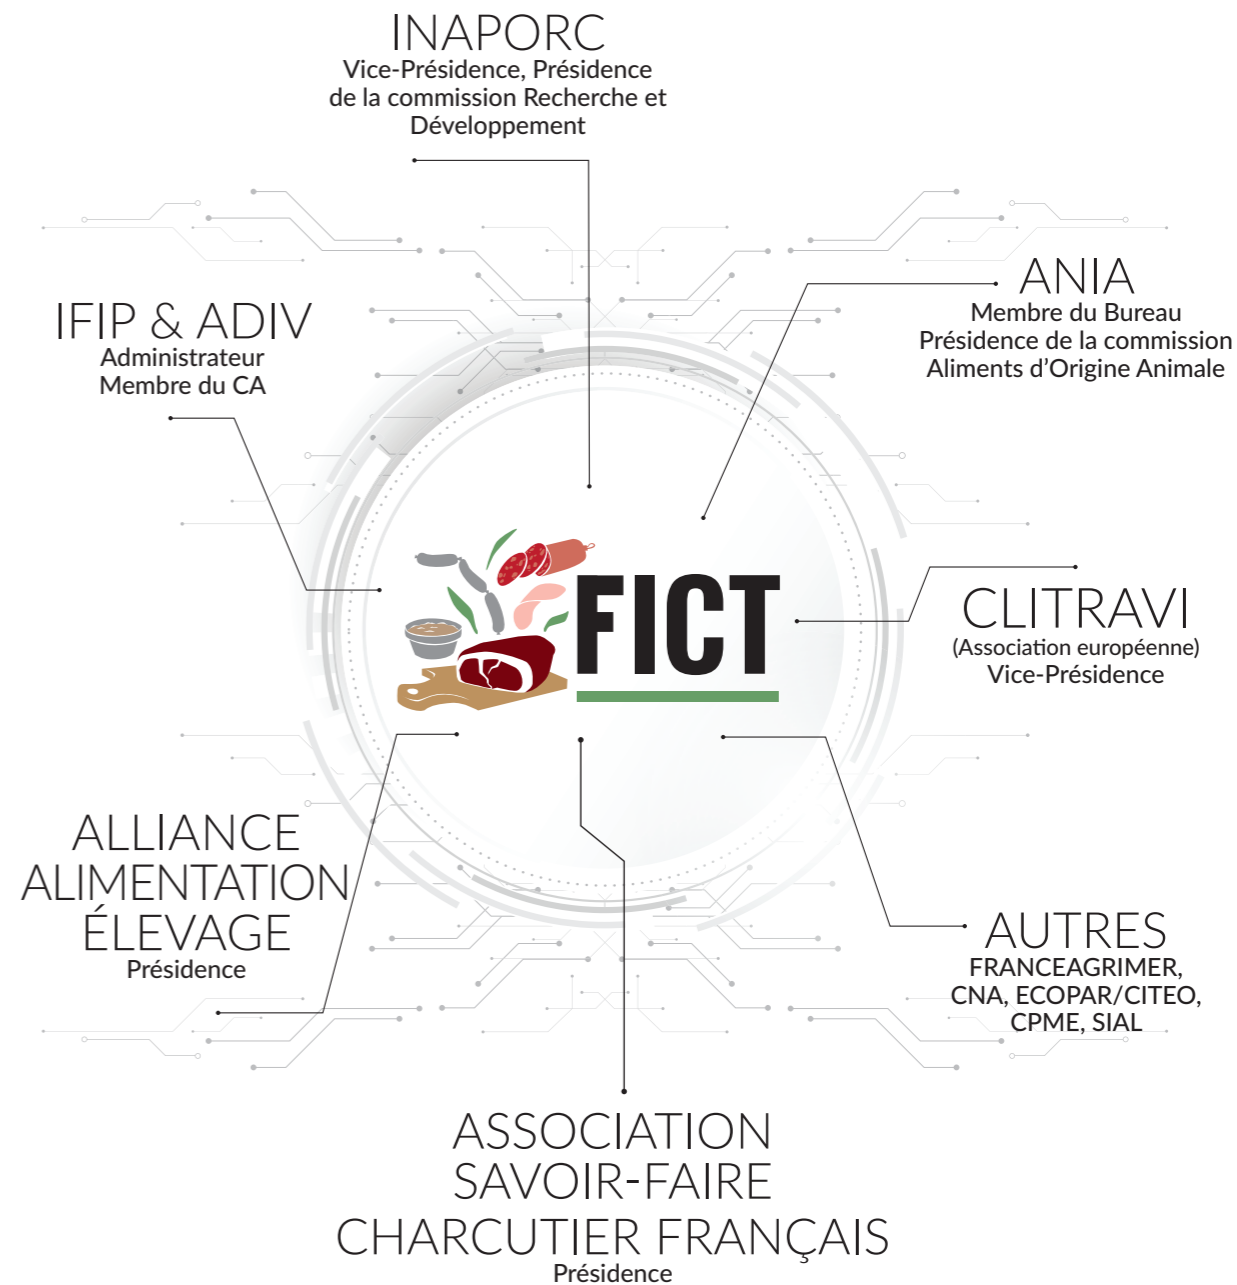 INAPORC
Vice-Présidence, Présidence
de la commission Recherche et
Développement
ANIA
Membre du Bureau
Présidence de la commission
Aliments d’Origine Animale
IFIP & ADIV
Administrateur
Membre du CA
FICT
CLITRAVI
(Association européenne)
Vice-Présidence
ALLIANCE
ALIMENTATION
ÉLEVAGE
Présidence
AUTRES
FRANCEAGRIMER,
CNA, ECOPAR/CITEO,
CPME, SIAL
ASSOCIATION
SAVOIR-FAIRE
CHARCUTIER FRANÇAIS
Présidence